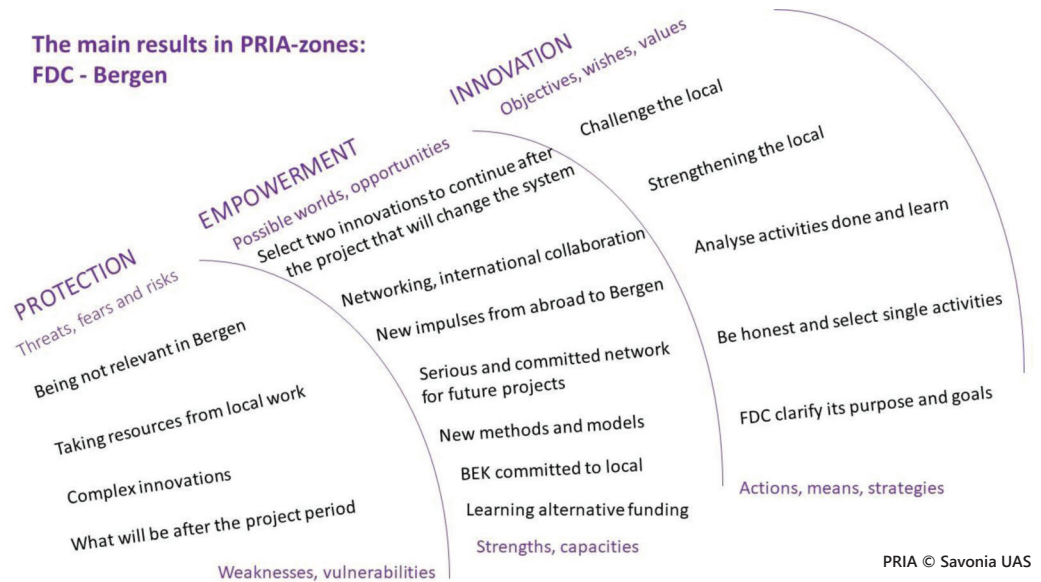 The main results in PRIA-zones:
FDC - Bergen
PROTECTION
Threats, fears and risks
Being not relevant in Bergen
Taking resources from local work
Complex innovations
What will be after the project period
Weaknesses, vulnerabilities
EMPOWERMENT
Possible worlds, opportunities
Select two innovations to continue after
the project that will change the system
Networking, international collaboration
New impulses from abroad to Bergen
Serious and committed network
for future projects
New methods and models
BEK committed to local
Learning alternative funding
Strengths, capacities
INNOVATION
Objectives, wishes, values
Challenge the local
Strengthening the local
Analyse activities done and learn
Be honest and select single activities
FDC clarify its purpose and goals
Actions, means, strategies
PRIA © Savonia UAS